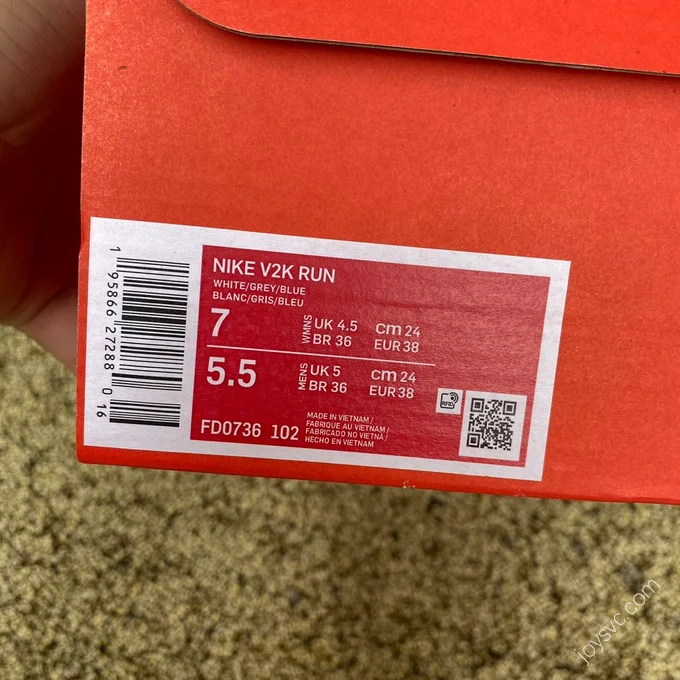 NIKE V2K RUN
WHITE/GREY/BLUE
BLANC/GRIS/BLEU
7 WMNS UK 4.5 cm 24
BR 36 EUR 38
5.5 MENS UK 5 cm 24
BR 36 EUR 38
FD0736 102
MADE IN VIETNAM /
FABRIQUE AU VIETNAM /
FABRICADO NO VIETNÃ /
HECHO EN VIETNAM
RFID
1 95866 27288 0 16
joysvc.com